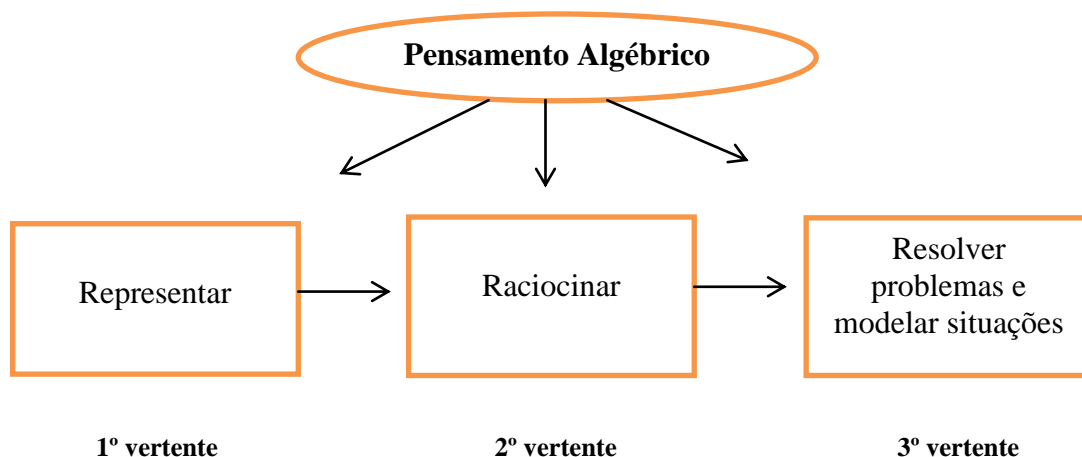 Pensamento Algébrico
Representar
Raciocinar
Resolver
problemas e
modelar situações
1º vertente
2º vertente
3º vertente